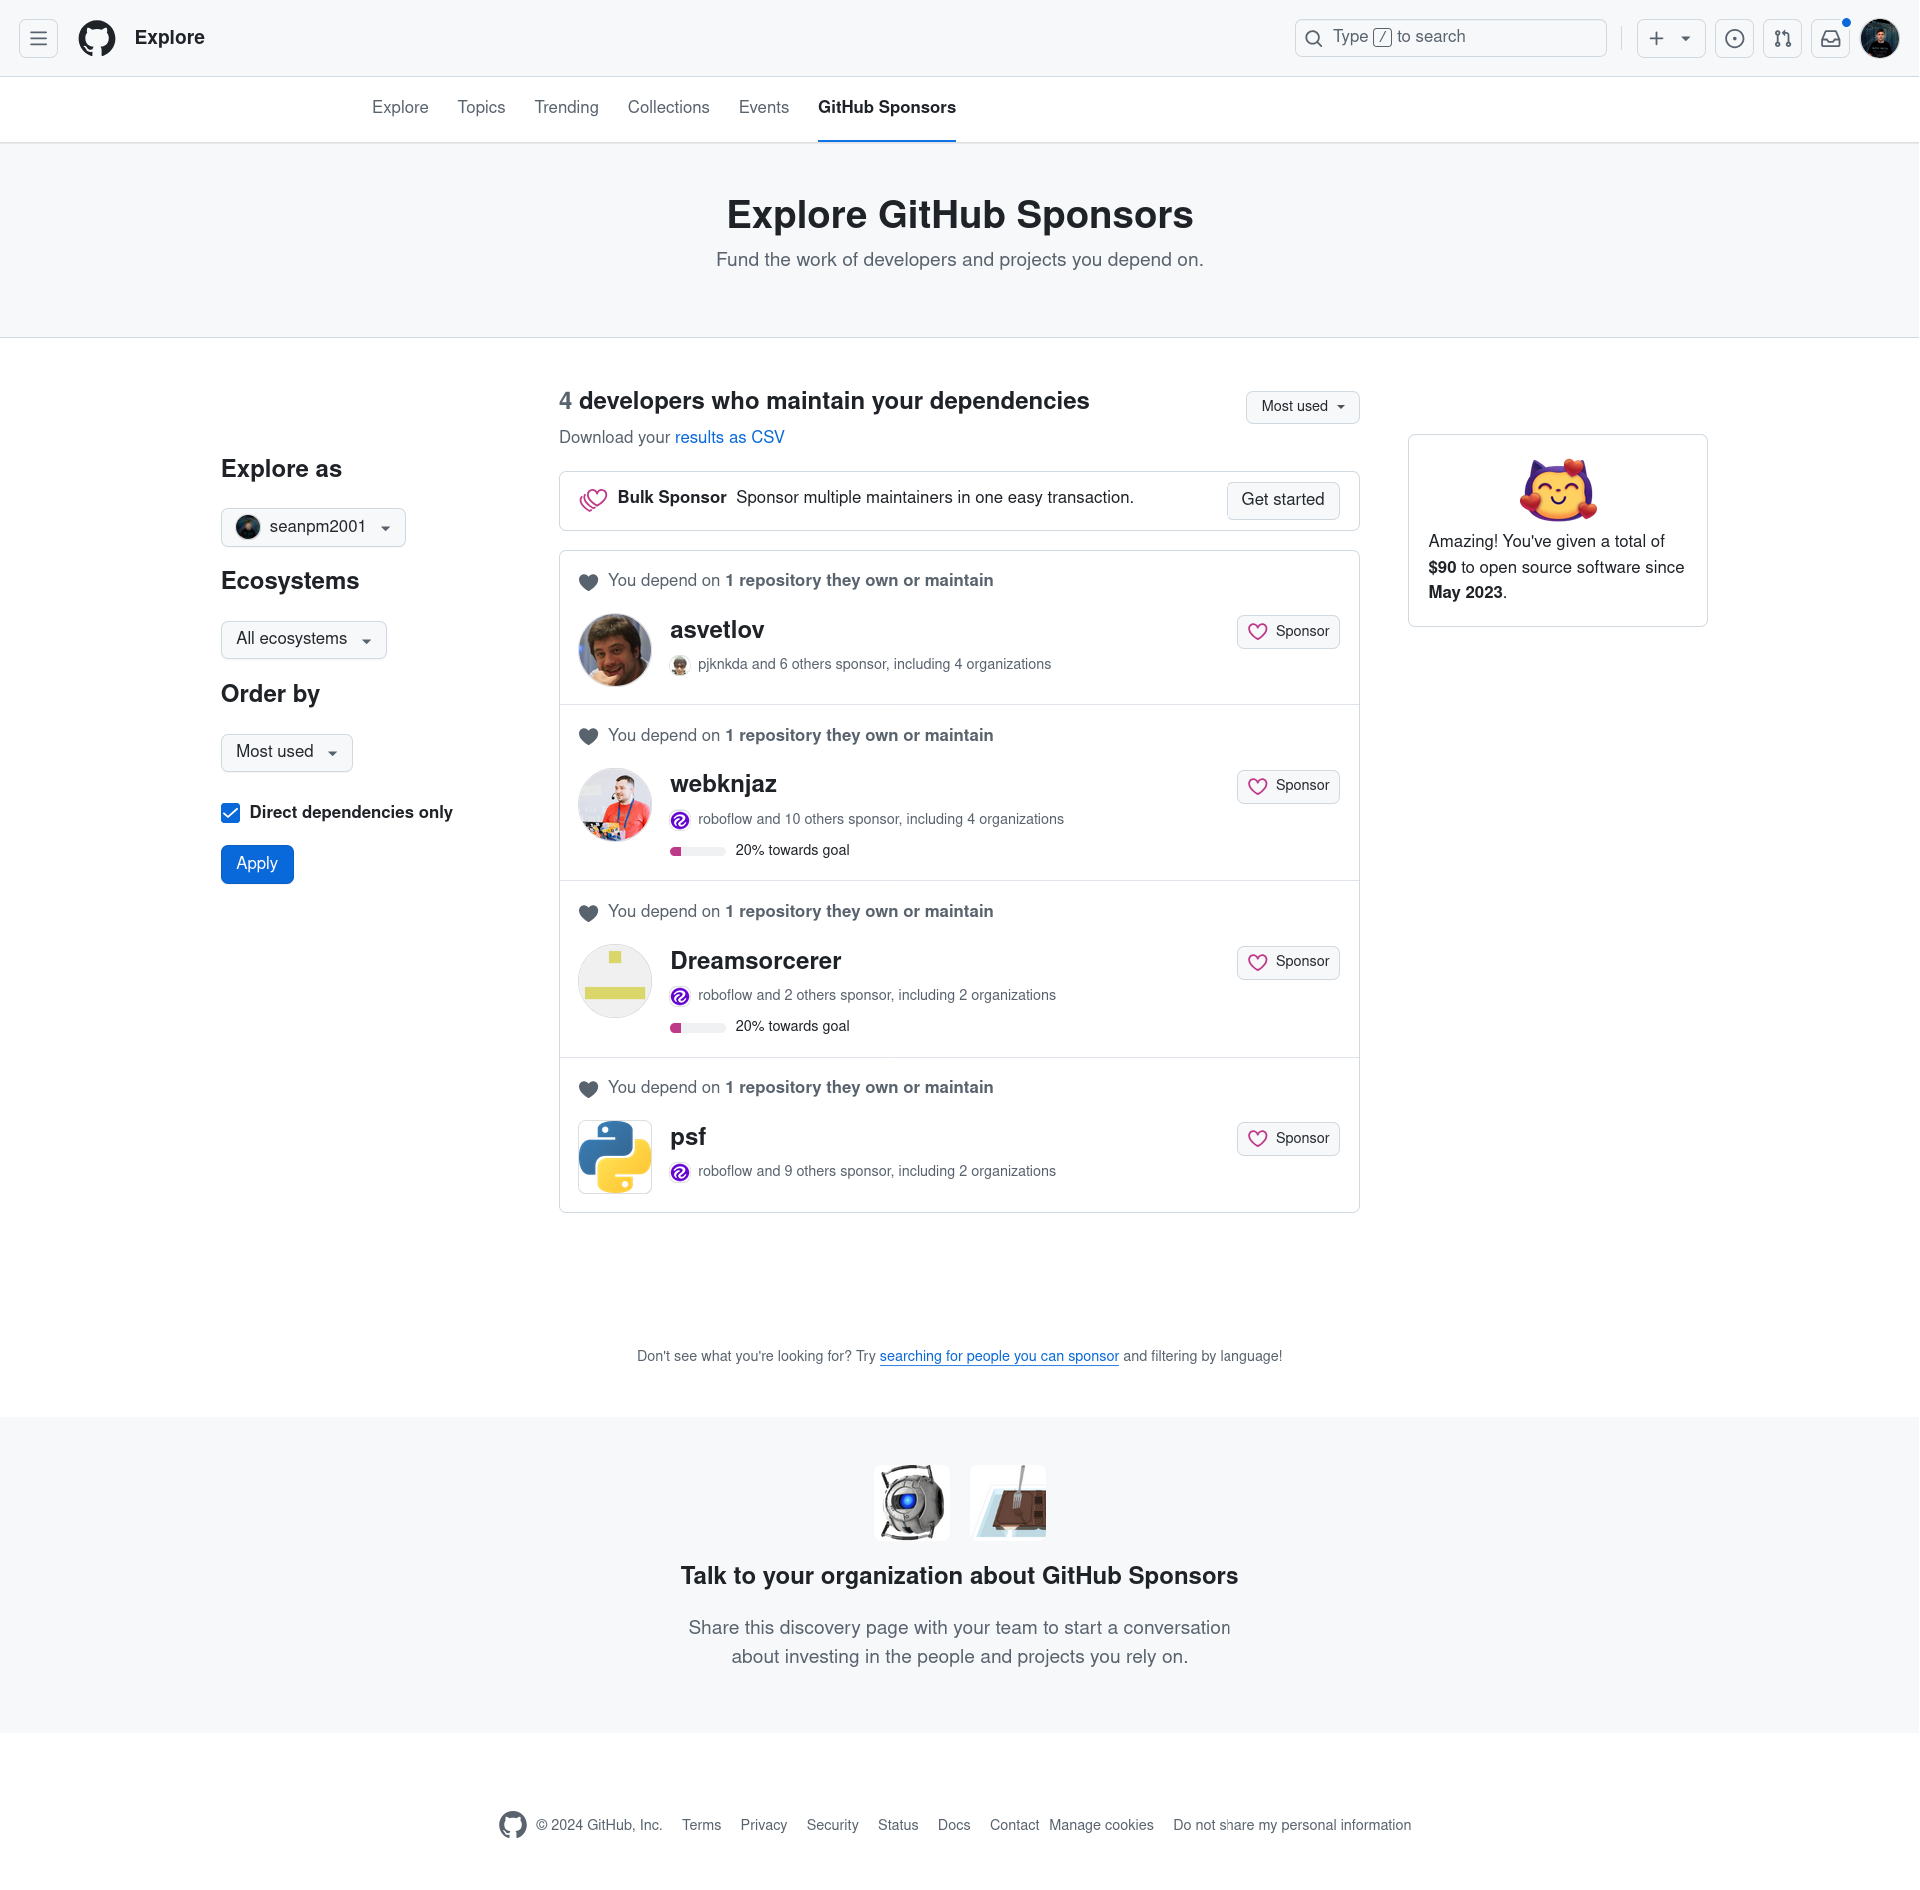 Explore
Type / to search
Explore Topics Trending Collections Events GitHub Sponsors
Explore GitHub Sponsors
Fund the work of developers and projects you depend on.
Explore as
seanpm2001
Ecosystems
All ecosystems
Order by
Most used
Direct dependencies only
Apply
4 developers who maintain your dependencies
Most used
Download your results as CSV
Bulk Sponsor Sponsor multiple maintainers in one easy transaction.
Get started
You depend on 1 repository they own or maintain
asvetlov
Sponsor
pjknkda and 6 others sponsor, including 4 organizations
You depend on 1 repository they own or maintain
webknjaz
Sponsor
roboflow and 10 others sponsor, including 4 organizations
20% towards goal
You depend on 1 repository they own or maintain
Dreamsorcerer
Sponsor
roboflow and 2 others sponsor, including 2 organizations
20% towards goal
You depend on 1 repository they own or maintain
psf
Sponsor
roboflow and 9 others sponsor, including 2 organizations
Amazing! You've given a total of
$90 to open source software since
May 2023.
Don't see what you're looking for? Try searching for people you can sponsor and filtering by language!
Talk to your organization about GitHub Sponsors
Share this discovery page with your team to start a conversation
about investing in the people and projects you rely on.
© 2024 GitHub, Inc. Terms Privacy Security Status Docs Contact Manage cookies Do not share my personal information